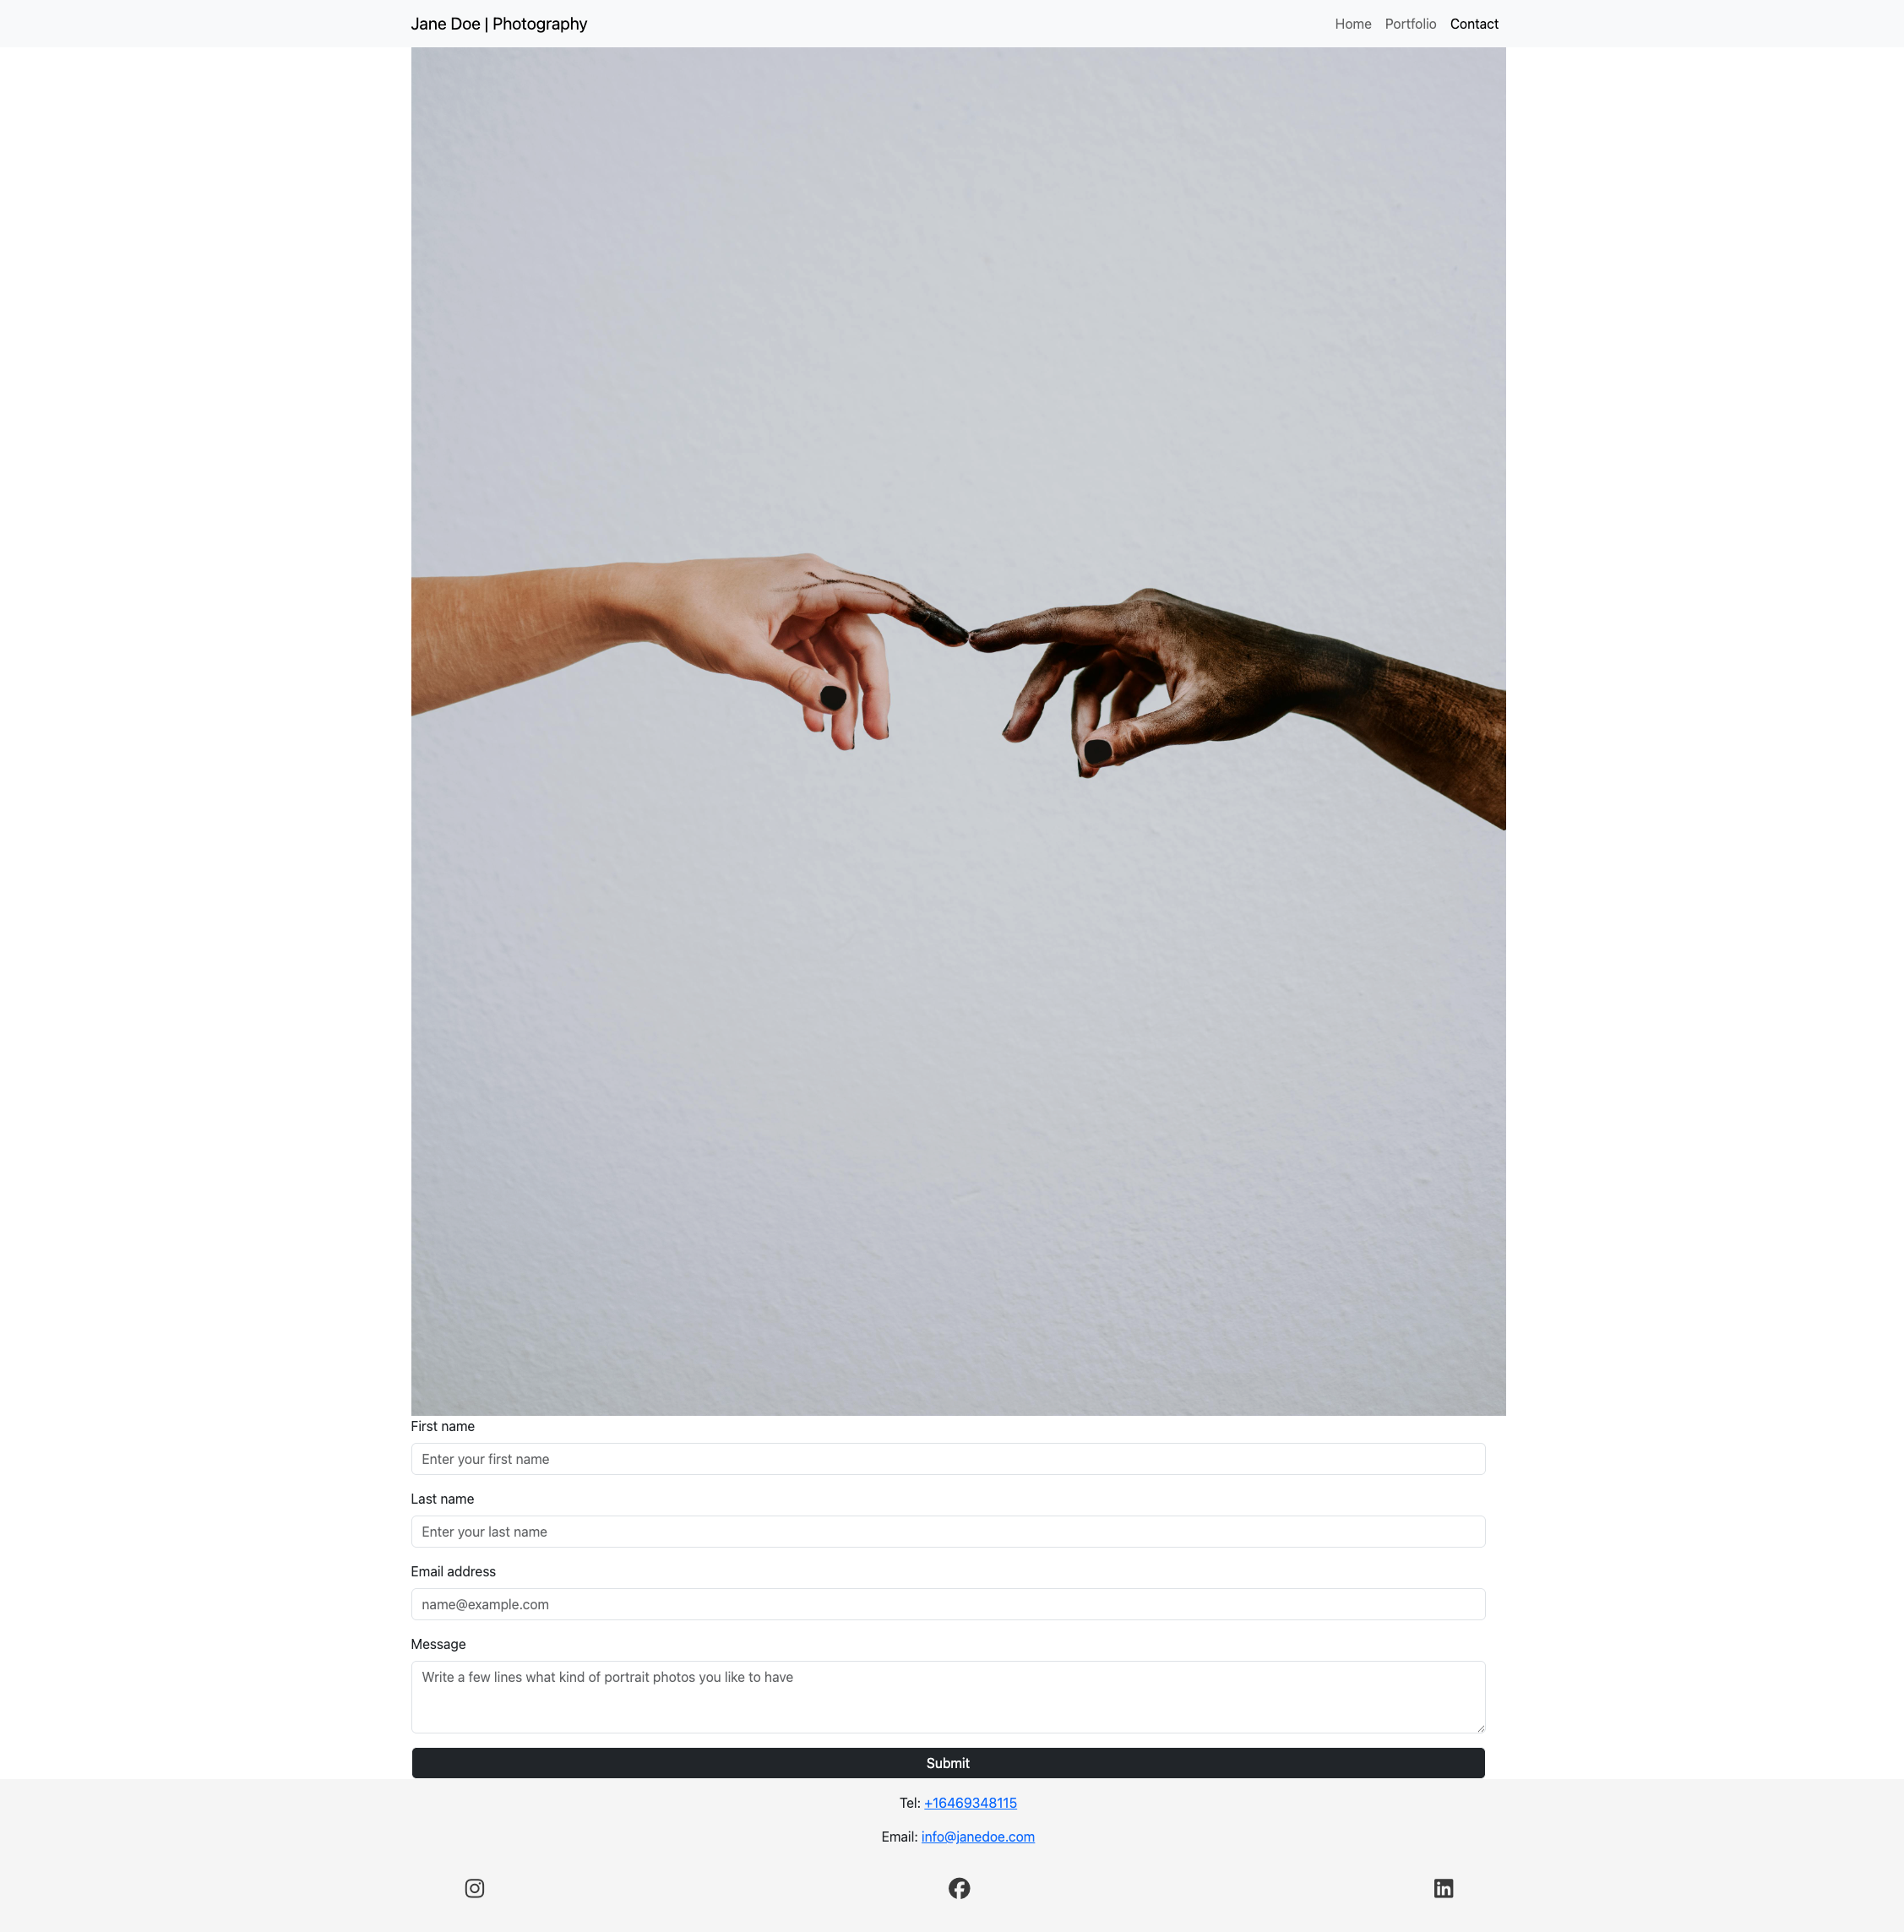 Jane Doe | Photography
Home Portfolio Contact
First name
Enter your first name
Last name
Enter your last name
Email address
name@example.com
Message
Write a few lines what kind of portrait photos you like to have
Submit
Tel: +16469348115
Email: info@janedoe.com